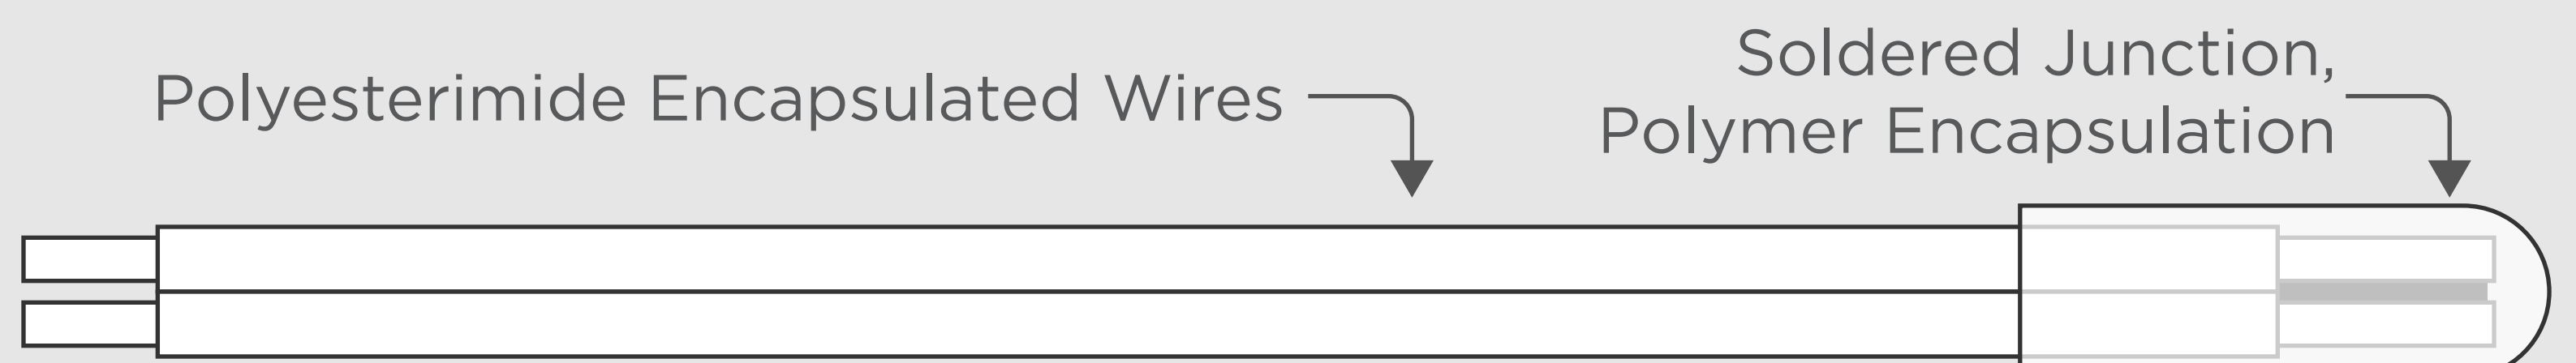 Polyesterimide Encapsulated Wires
Soldered Junction,
Polymer Encapsulation